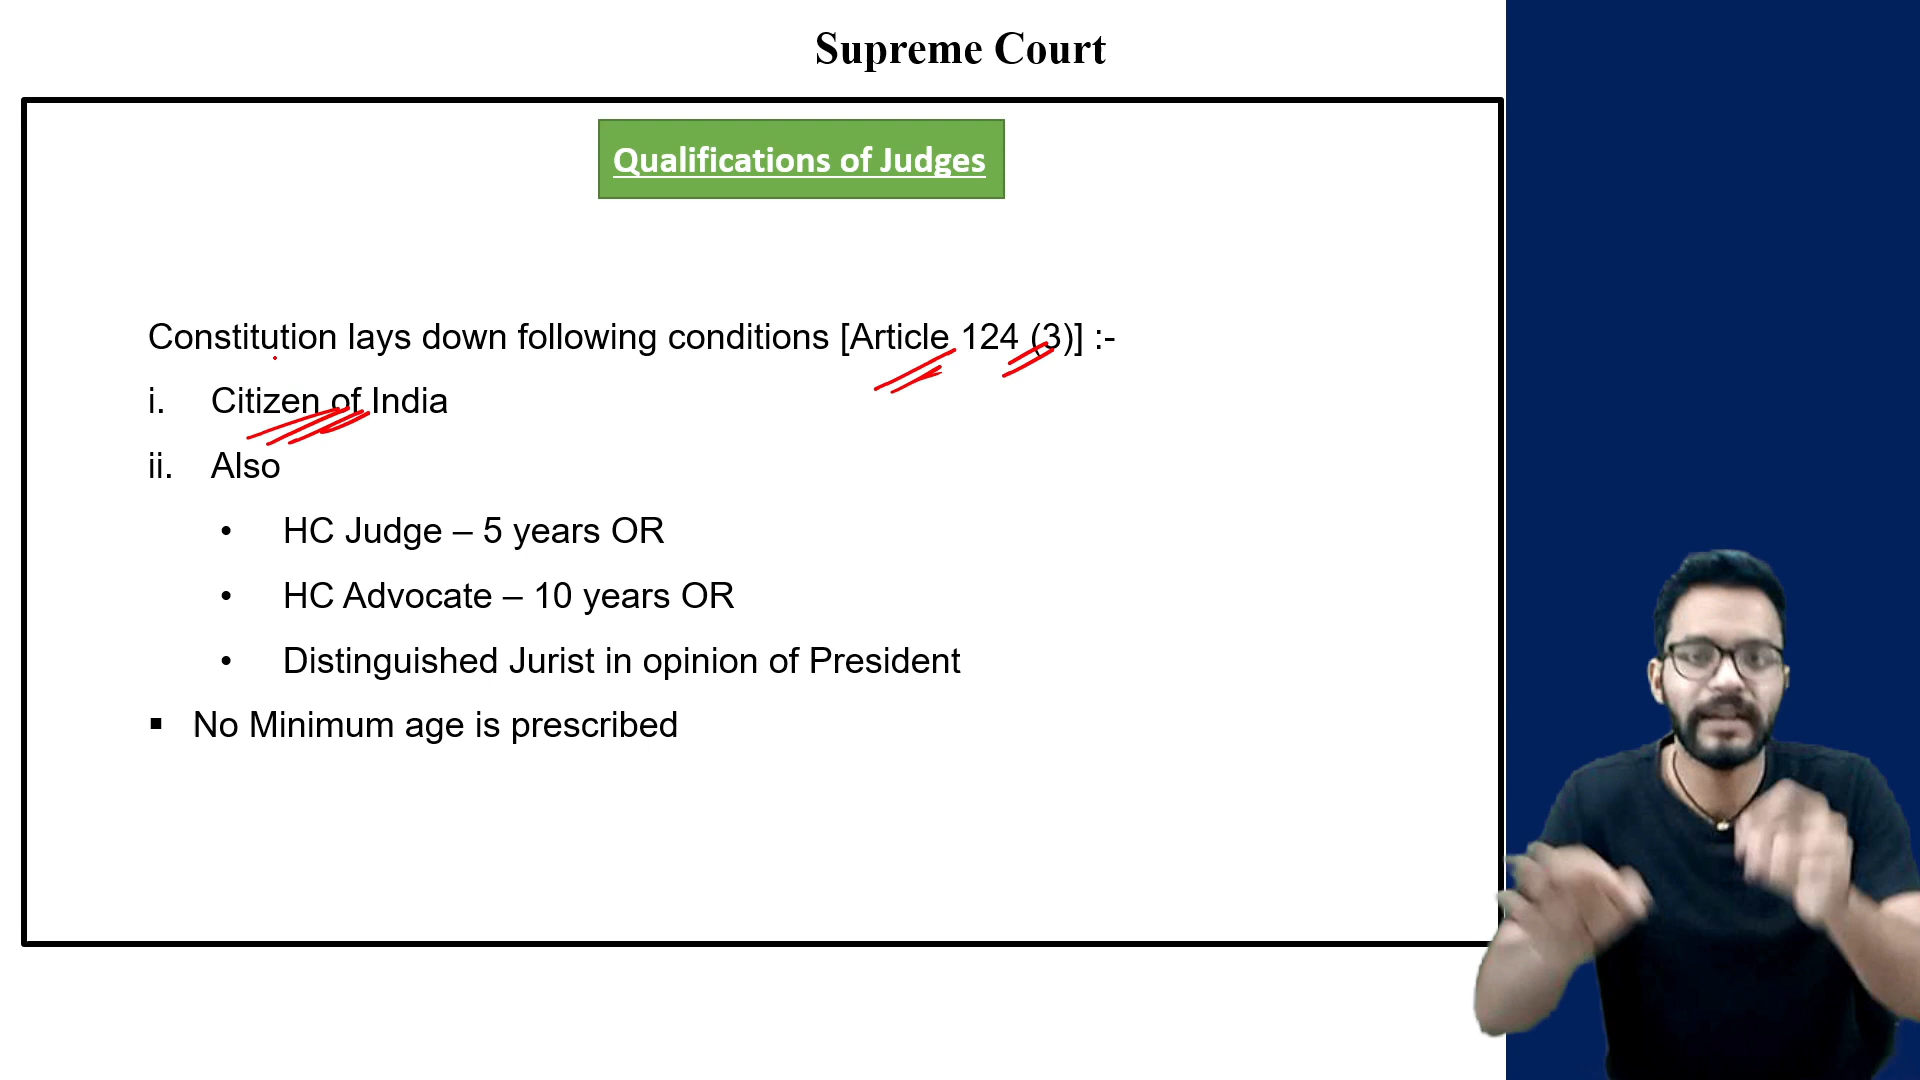 Supreme Court
Qualifications of Judges
Constitution lays down following conditions [Article 124 (3)] :-
i. Citizen of India
ii. Also
• HC Judge – 5 years OR
• HC Advocate – 10 years OR
• Distinguished Jurist in opinion of President
▪ No Minimum age is prescribed